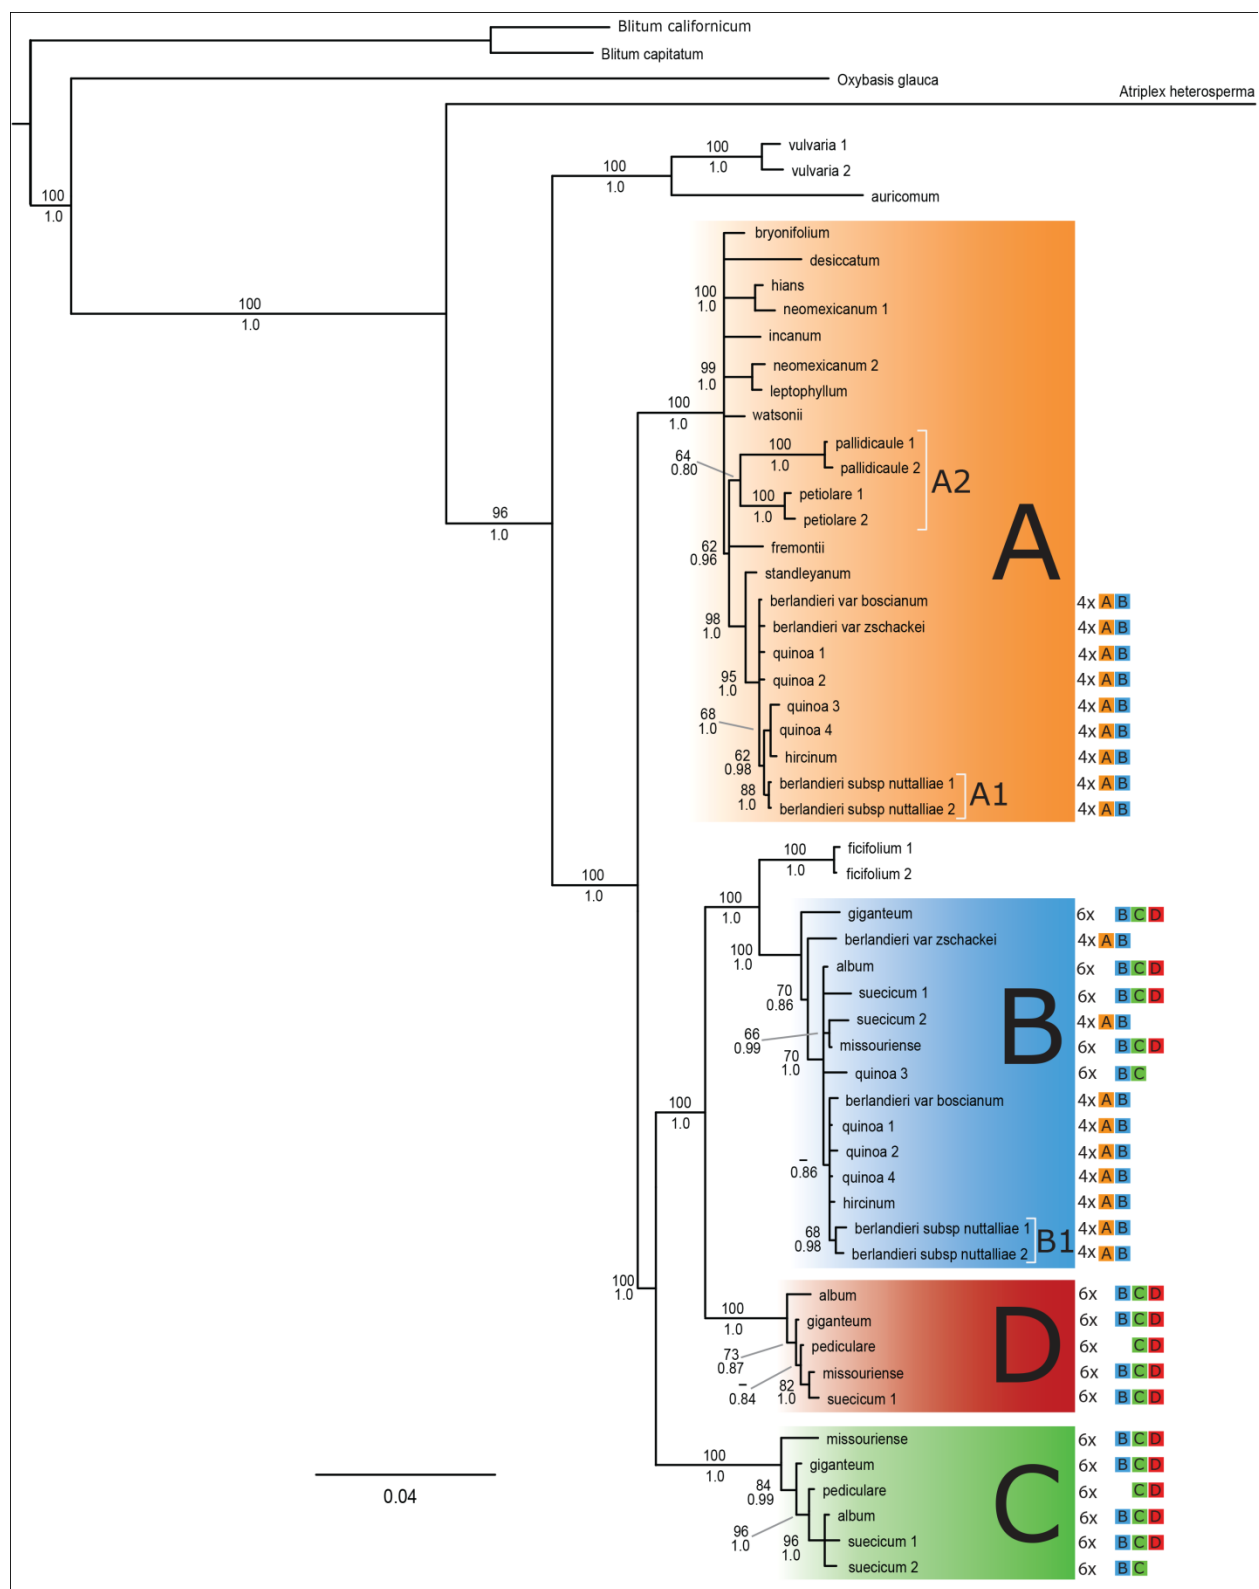 Blitum californicum
Blitum capitatum
Oxybasis glauca
Atriplex heterosperma
100
1.0
100
1.0
96
1.0
100
1.0
100
1.0
vulvaria 1
vulvaria 2
auricomum
100
1.0
bryonifolium
desiccatum
100
1.0
hians
neomexicanum 1
incanum
99
1.0
neomexicanum 2
leptophyllum
watsonii
64
0.80
100
1.0
pallidicaule 1
pallidicaule 2
100
1.0
petiolare 1
petiolare 2
A2
A
62
0.96
fremontii
standleyanum
98
1.0
berlandieri var boscianum 4x A B
berlandieri var zschackei 4x A B
quinoa 1 4x A B
95
1.0
quinoa 2 4x A B
68
1.0
quinoa 3 4x A B
quinoa 4 4x A B
62
0.98
hircinum 4x A B
88
1.0
berlandieri subsp nuttalliae 1 4x A B
berlandieri subsp nuttalliae 2 4x A B
A1
100
1.0
100
1.0
ficifolium 1
ficifolium 2
100
1.0
giganteum 6x B C D
berlandieri var zschackei 4x A B
album 6x B C D
70
0.86
suecicum 1 6x B C D
suecicum 2 4x A B
66
0.99
missouriense 6x B C D
70
1.0
quinoa 3 6x B C
B
berlandieri var boscianum 4x A B
quinoa 1 4x A B
quinoa 2 4x A B
–
0.86
quinoa 4 4x A B
hircinum 4x A B
68
0.98
berlandieri subsp nuttalliae 1 4x A B
berlandieri subsp nuttalliae 2 4x A B
B1
100
1.0
100
1.0
100
1.0
album 6x B C D
giganteum 6x B C D
73
0.87
pediculare 6x C D
–
0.84
missouriense 6x B C D
82
1.0
suecicum 1 6x B C D
D
100
1.0
missouriense 6x B C D
giganteum 6x B C D
84
0.99
pediculare 6x C D
album 6x B C D
96
1.0
96
1.0
suecicum 1 6x B C D
suecicum 2 6x B C
C
0.04